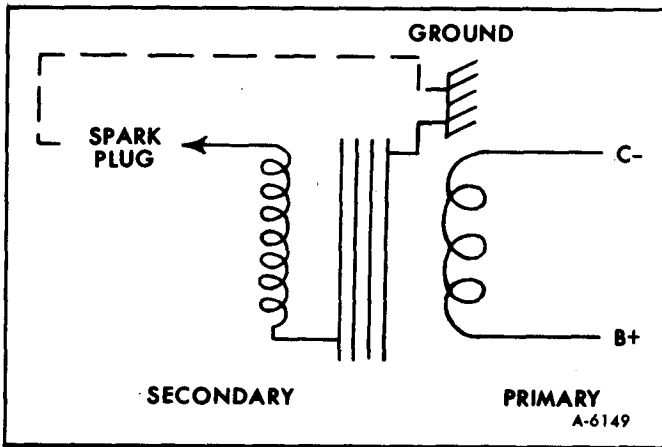 GROUND
SPARK
PLUG
C–
B+
SECONDARY
PRIMARY
A-6149